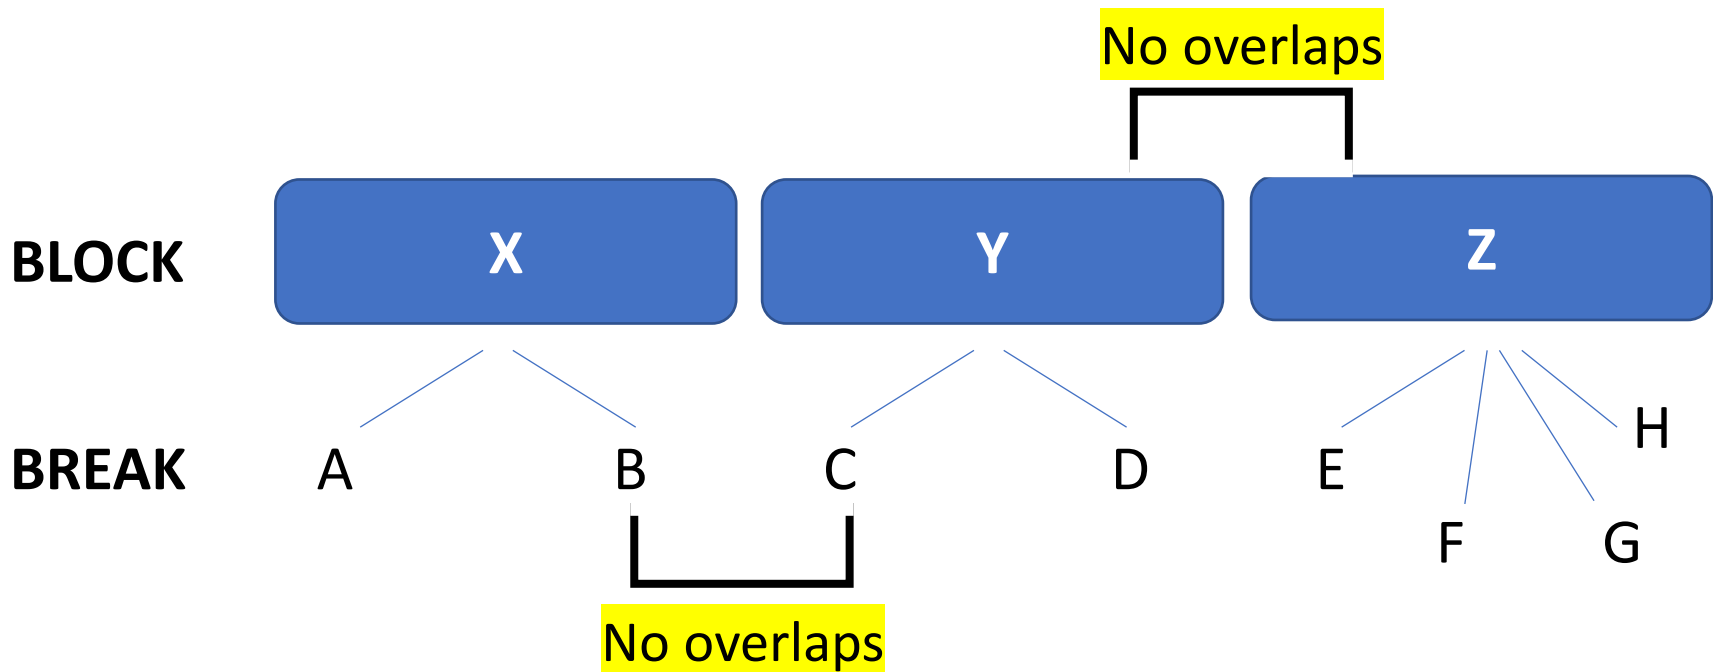 No overlaps
BLOCK X Y Z
BREAK A B C D E H
F G
No overlaps